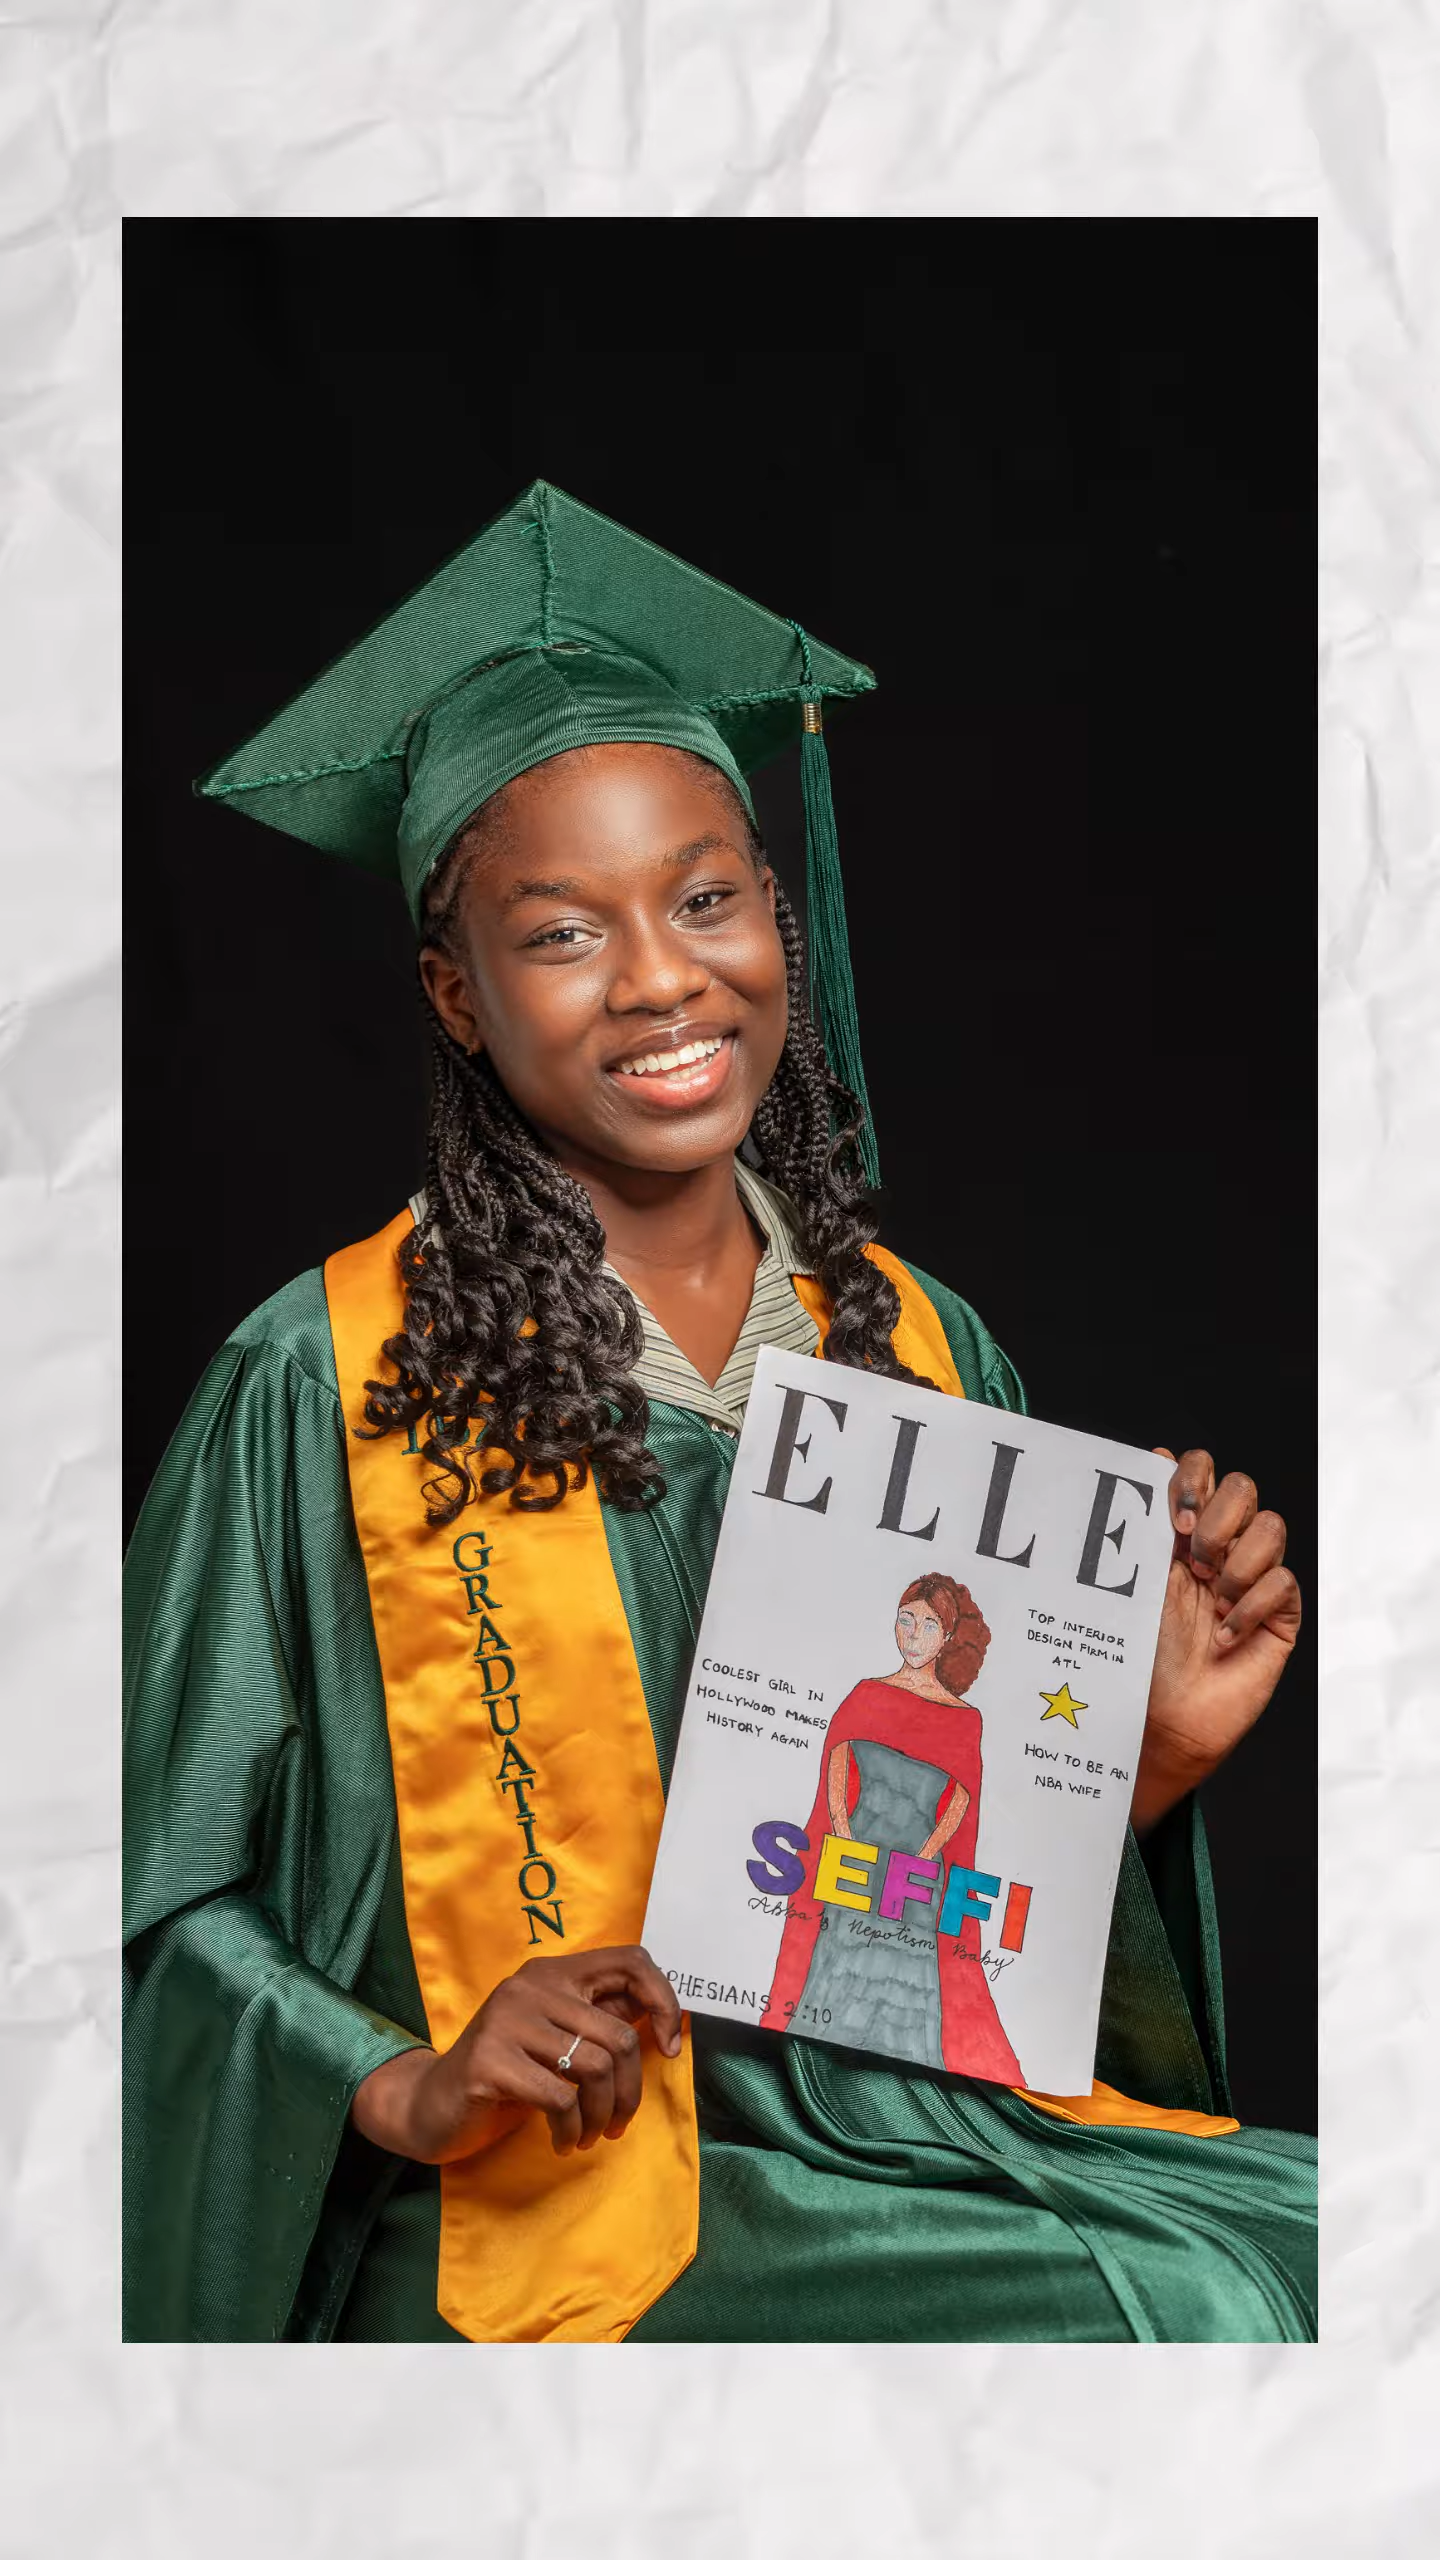 GRADUATION
ELLE
TOP INTERIOR
DESIGN FIRM IN
ATL
COOLEST GIRL IN
HOLLYWOOD MAKES
HISTORY AGAIN
HOW TO BE AN
NBA WIFE
SEFFI
Abba's Nepotism Baby
PHESIANS 2:10